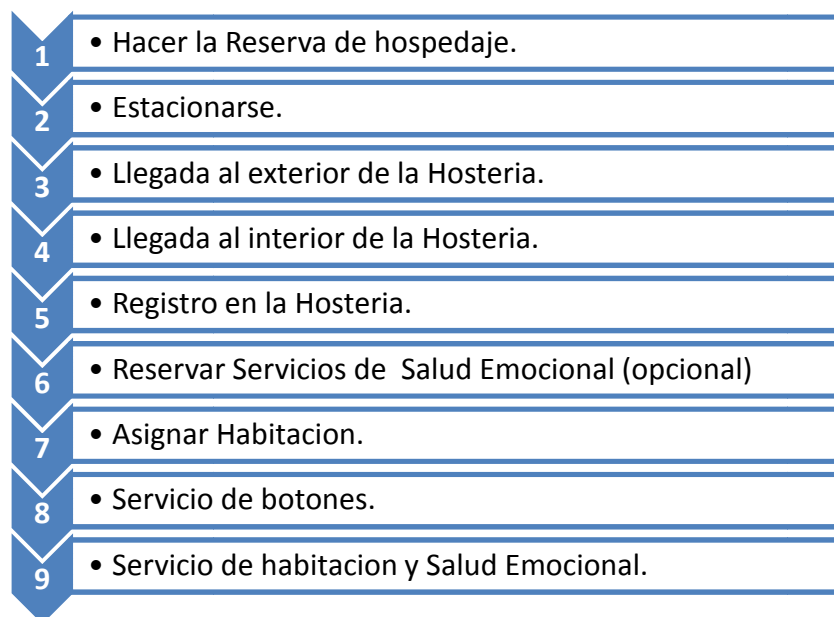 1 • Hacer la Reserva de hospedaje.
2 • Estacionarse.
3 • Llegada al exterior de la Hosteria.
4 • Llegada al interior de la Hosteria.
5 • Registro en la Hosteria.
6 • Reservar Servicios de  Salud Emocional (opcional)
7 • Asignar Habitacion.
8 • Servicio de botones.
9 • Servicio de habitacion y Salud Emocional.